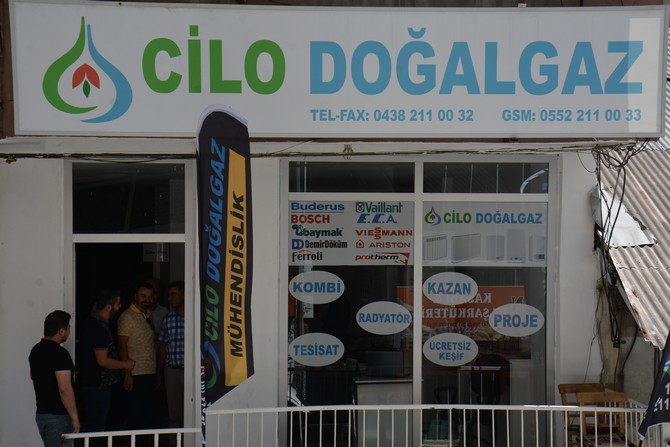 CİLO DOĞALGAZ
TEL-FAX: 0438 211 00 32 GSM: 0552 211 00 33
CİLO DOĞALGAZ
MÜHENDİSLİK
Buderus Vaillant
BOSCH E.C.A.
baymak VIESMANN
DemirDöküm ARISTON
Ferroli protherm
CİLO DOĞALGAZ
KOMBİ
KAZAN
RADYATÖR
PROJE
TESİSAT
ÜCRETSİZ
KEŞİF